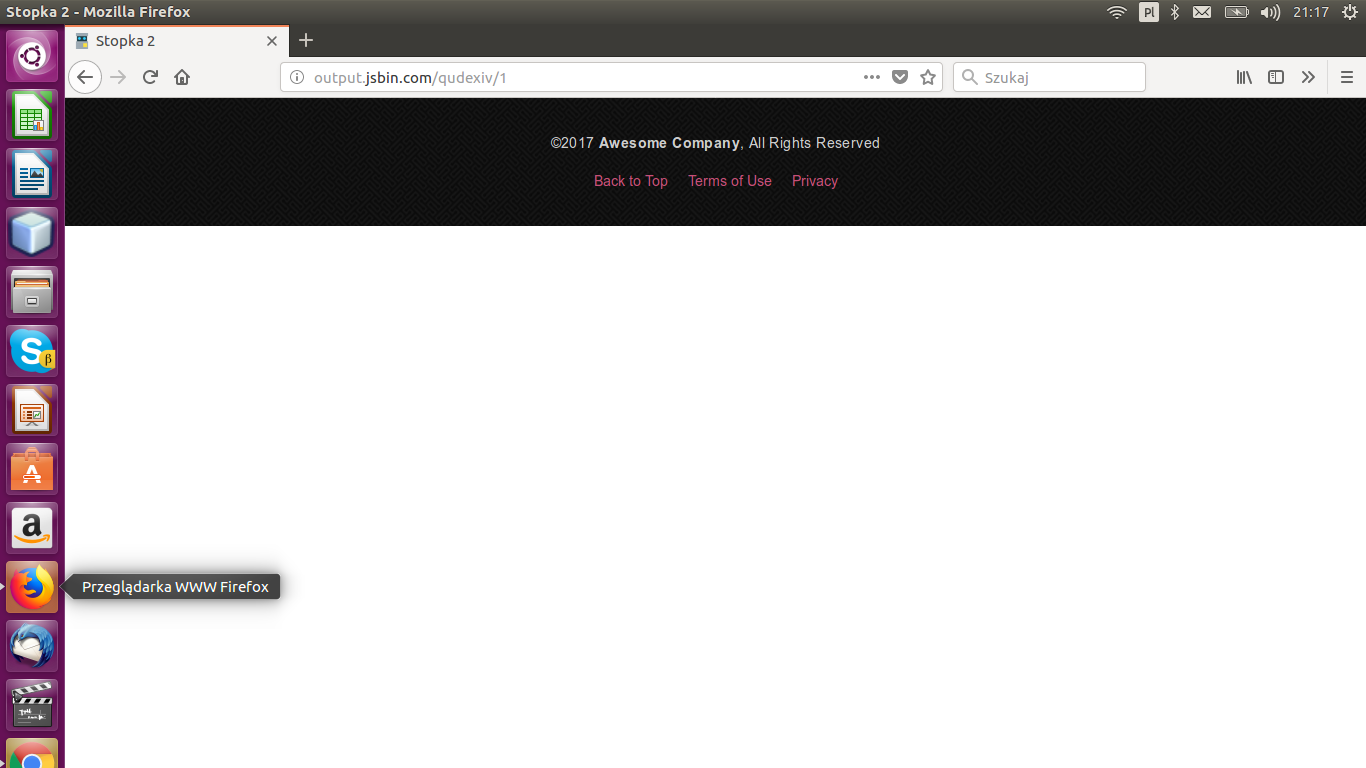 Stopka 2 - Mozilla Firefox
Pl
21:17
Stopka 2
output.jsbin.com/qudexiv/1
Szukaj
©2017 Awesome Company, All Rights Reserved
Back to Top Terms of Use Privacy
Przeglądarka WWW Firefox